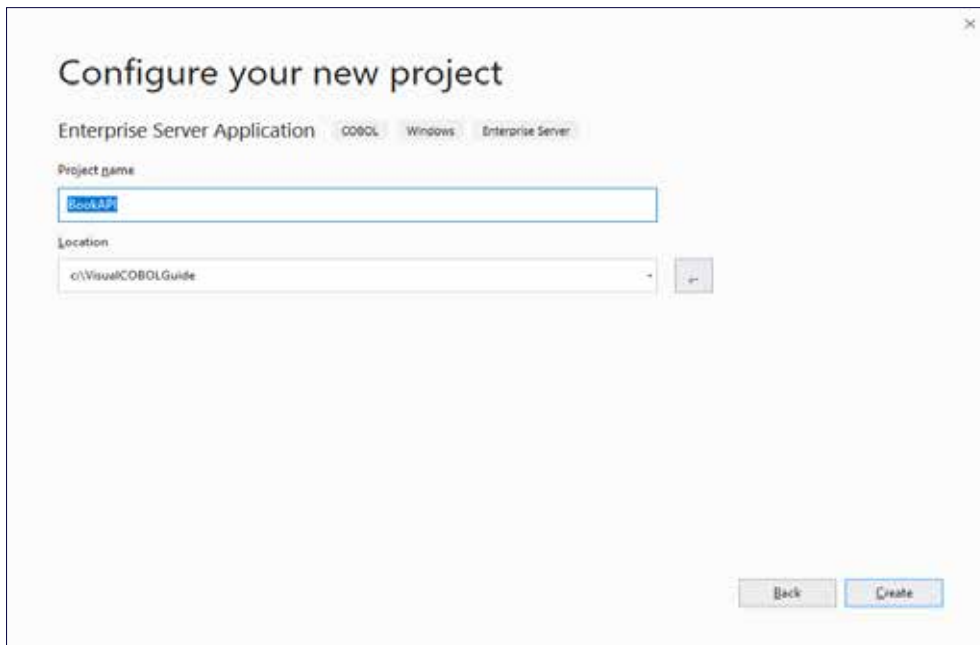 Configure your new project
Enterprise Server Application COBOL Windows Enterprise Server
Project name
BookAPI
Location
c:\VisualCOBOLGuide
...
Back Create